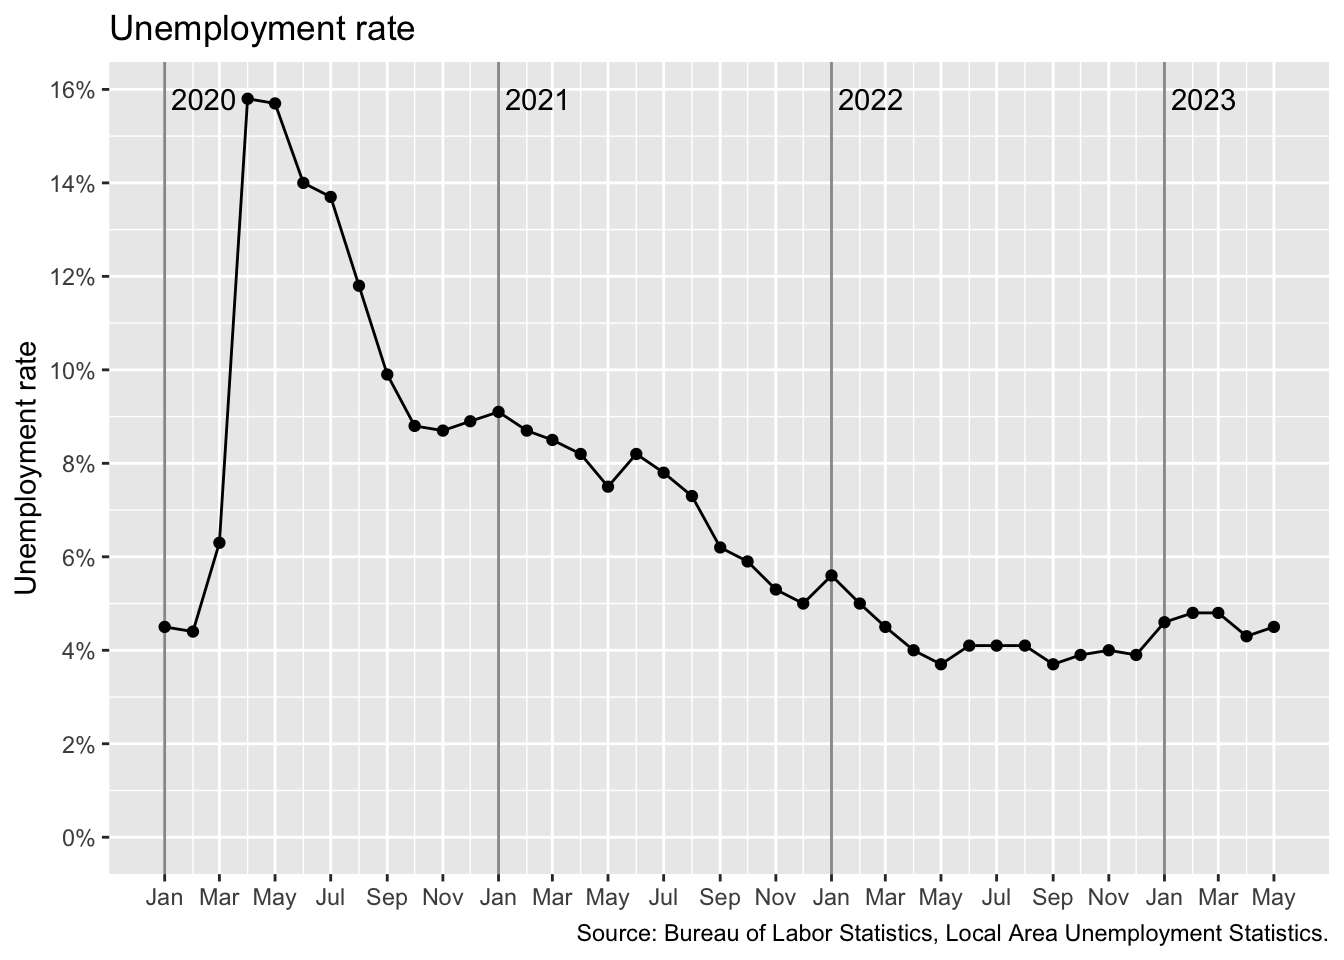 Unemployment rate
2020 2021 2022 2023
16%
14%
12%
10%
8%
6%
4%
2%
0%
Unemployment rate
Jan Mar May Jul Sep Nov Jan Mar May Jul Sep Nov Jan Mar May Jul Sep Nov Jan Mar May
Source: Bureau of Labor Statistics, Local Area Unemployment Statistics.